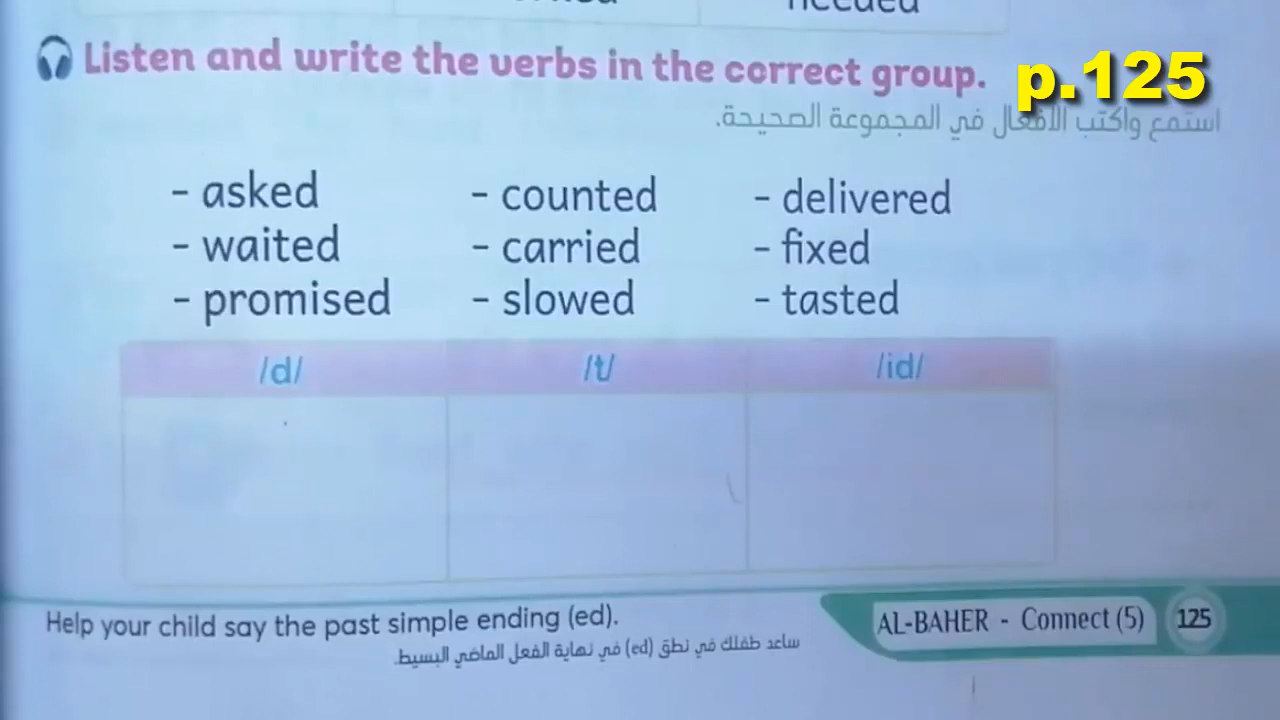 needed
Listen and write the verbs in the correct group.
p.125
استمع واكتب الأفعال في المجموعة الصحيحة.
- asked - counted - delivered
- waited - carried - fixed
- promised - slowed - tasted
/d/ /t/ /id/
Help your child say the past simple ending (ed).
ساعد طفلك في نطق (ed) في نهاية الفعل الماضي البسيط.
AL-BAHER - Connect (5) 125